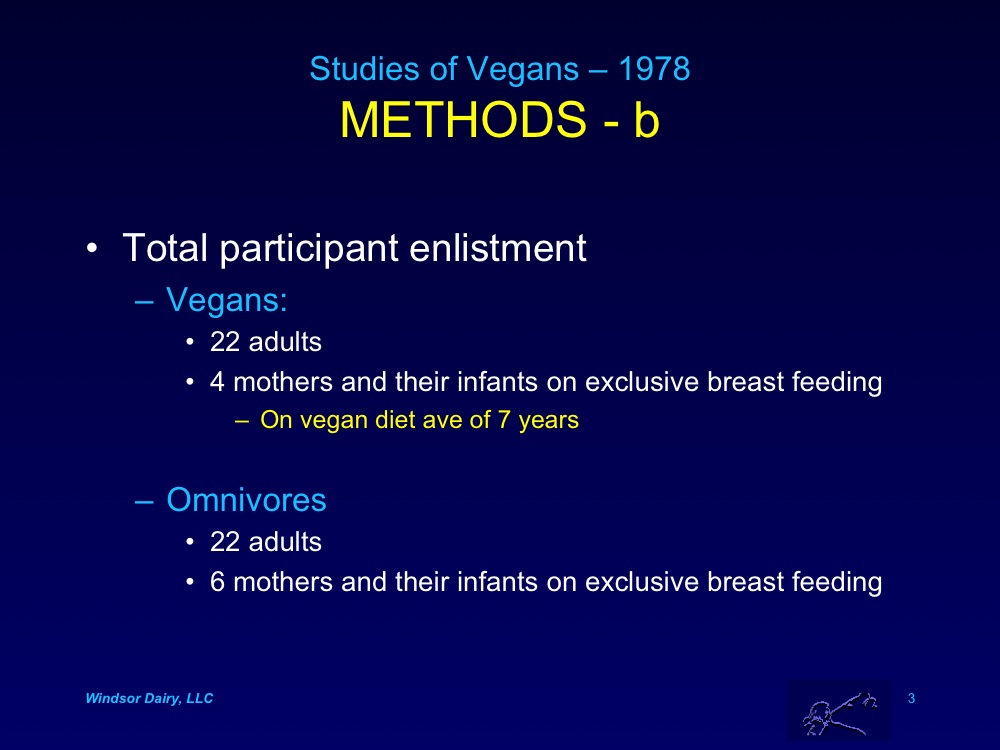 Studies of Vegans – 1978
METHODS - b
• Total participant enlistment
– Vegans:
• 22 adults
• 4 mothers and their infants on exclusive breast feeding
– On vegan diet ave of 7 years
– Omnivores
• 22 adults
• 6 mothers and their infants on exclusive breast feeding
Windsor Dairy, LLC
3